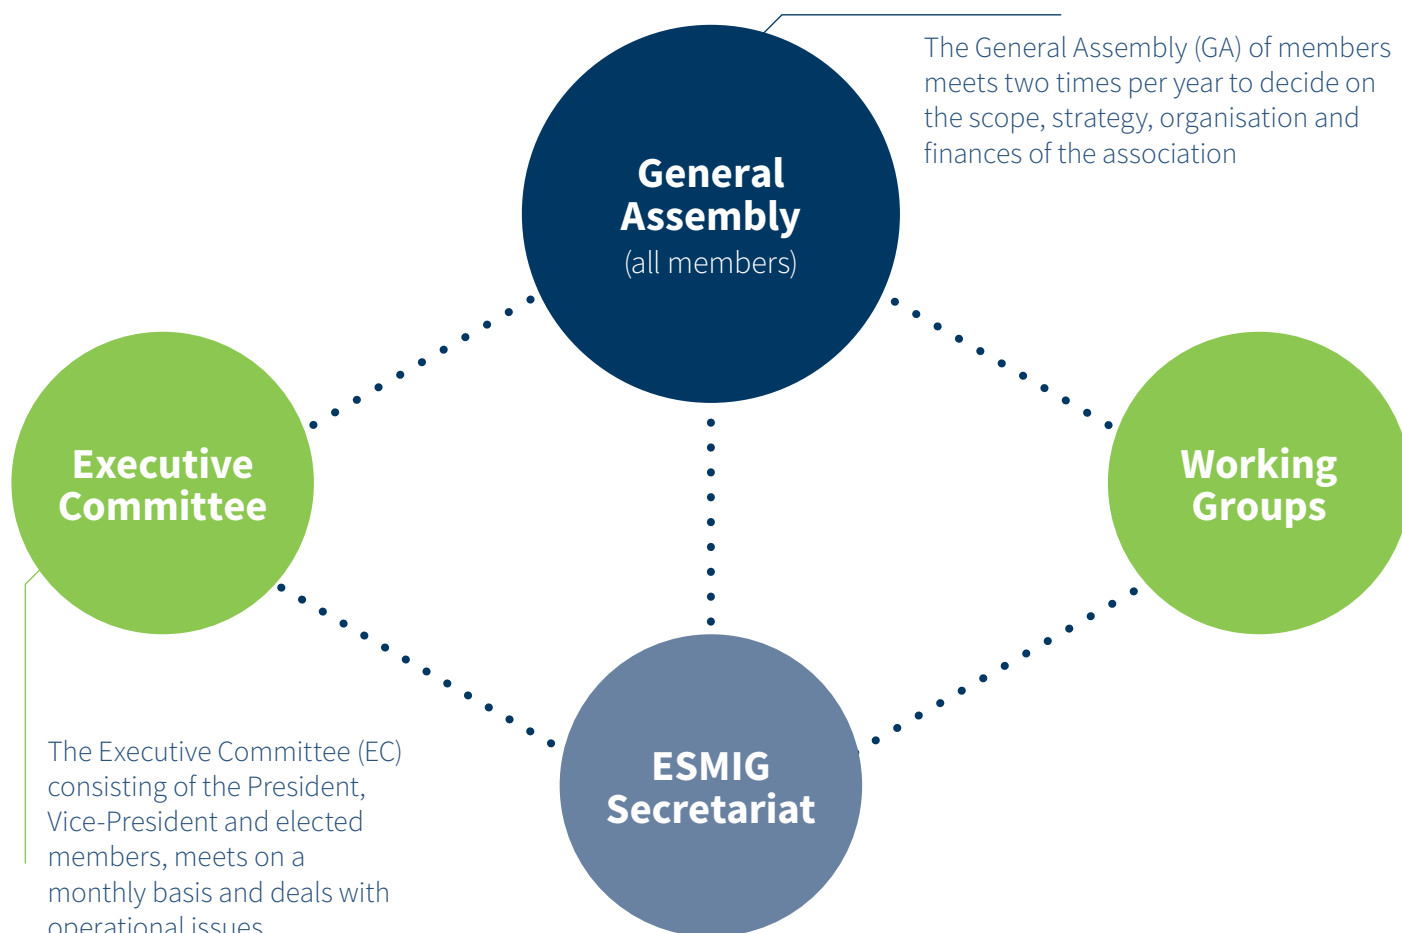 The General Assembly (GA) of members
meets two times per year to decide on
the scope, strategy, organisation and
finances of the association
General
Assembly
(all members)
Executive
Committee
Working
Groups
ESMIG
Secretariat
The Executive Committee (EC)
consisting of the President,
Vice-President and elected
members, meets on a
monthly basis and deals with
operational issues